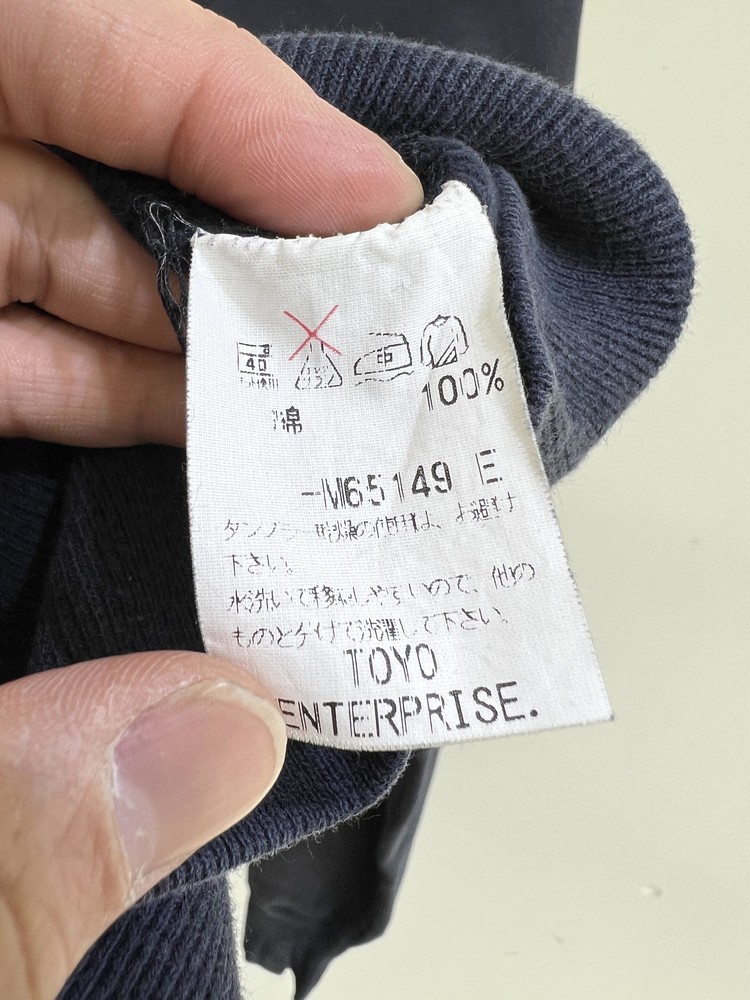 40
中
綿 100%
-M65149 E
タンブラー乾燥の使用は、お避け
下さい。
水洗いで移染しやすいので、他の
ものとわけて洗濯して下さい。
TOYO
ENTERPRISE.